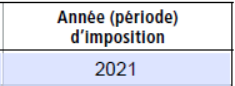 Année (période)
d'imposition
2021